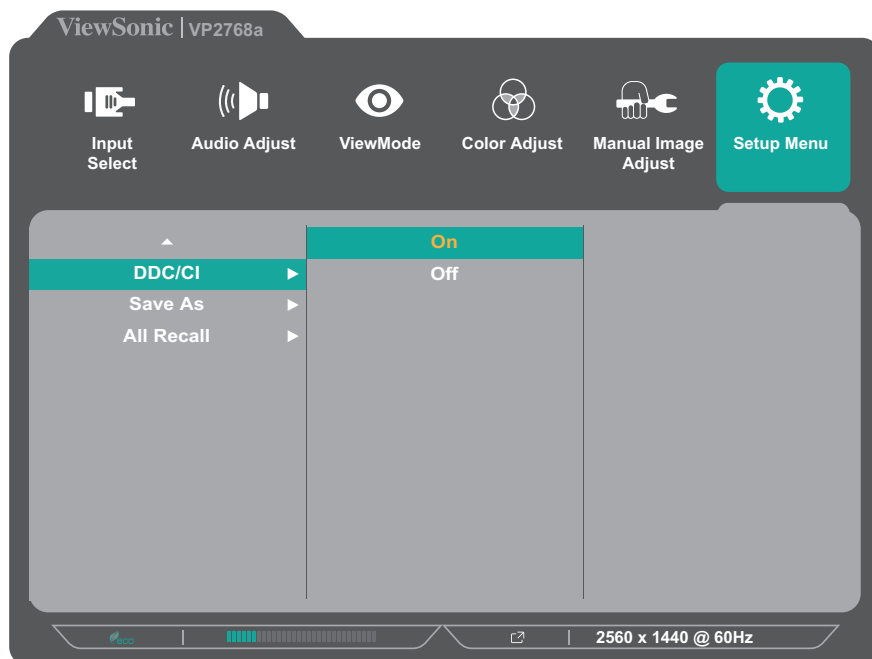 ViewSonic | VP2768a
Input Select
Audio Adjust
ViewMode
Color Adjust
Manual Image Adjust
Setup Menu
DDC/CI
Save As
All Recall
On
Off
eco
2560 x 1440 @ 60Hz